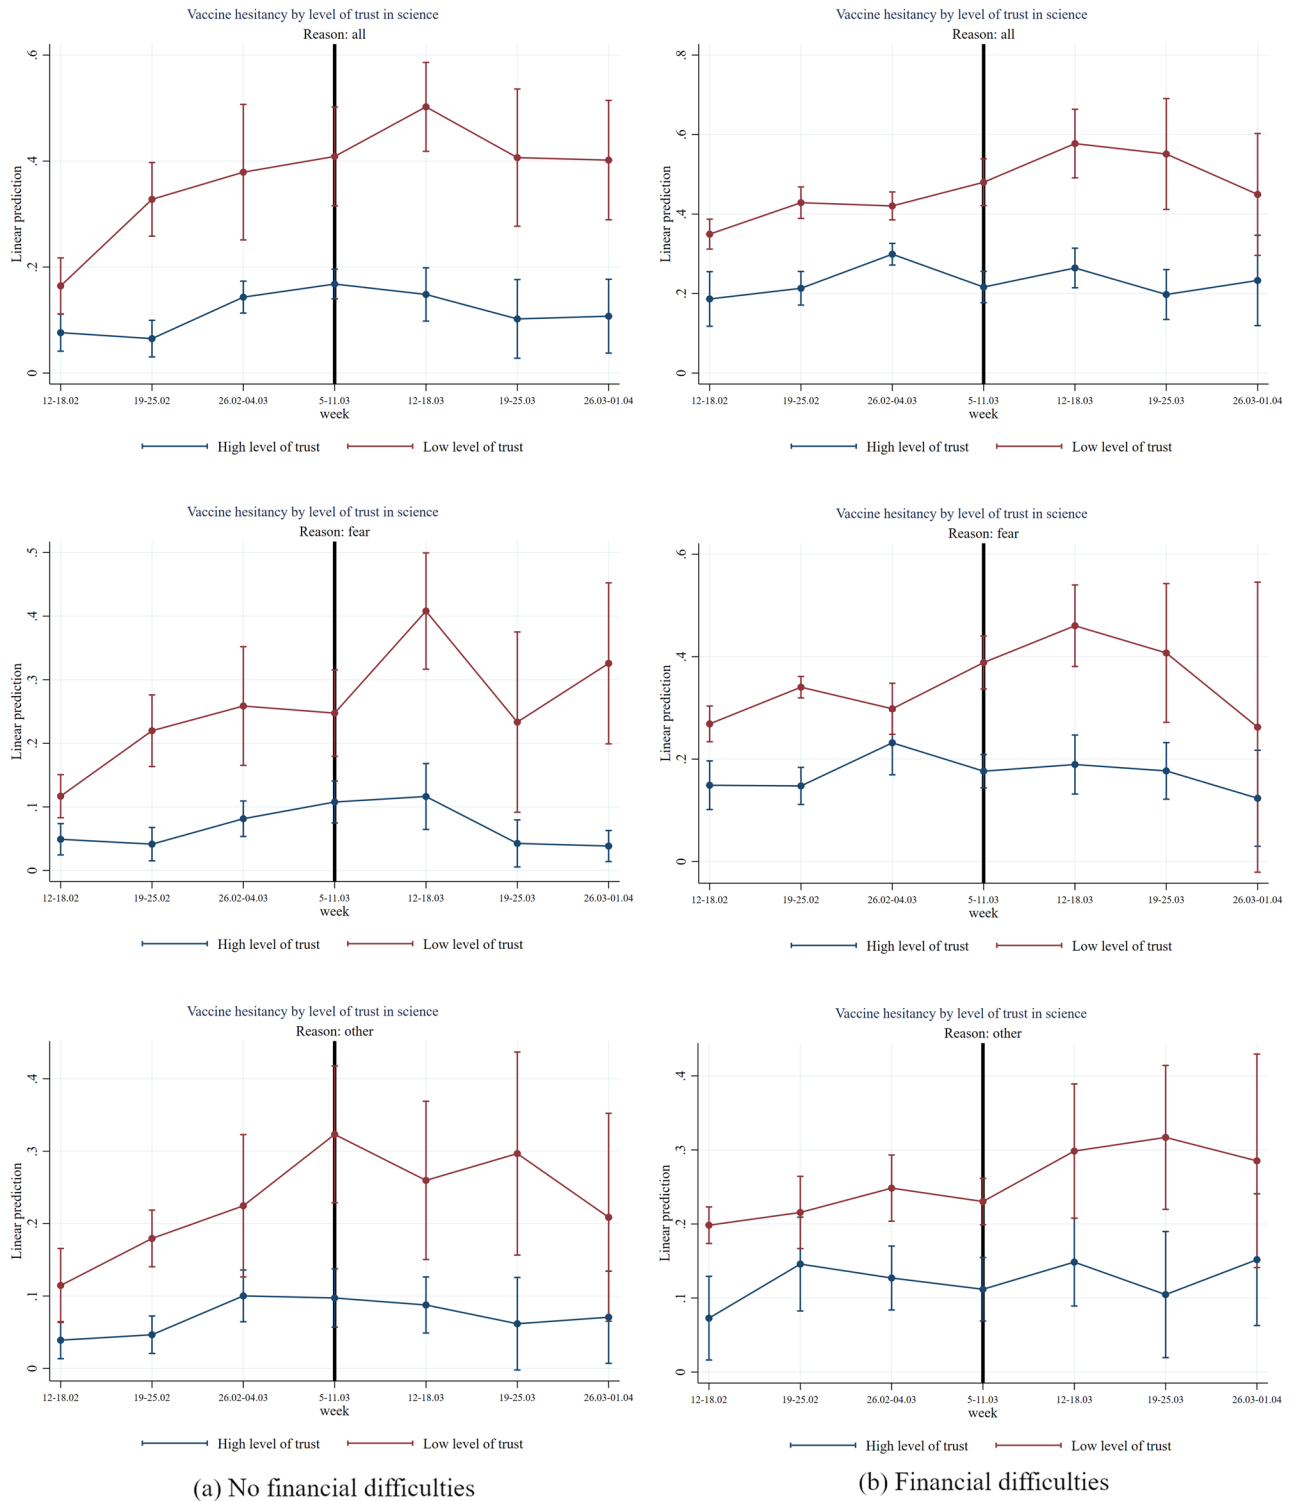 Vaccine hesitancy by level of trust in science
Reason: all
Linear prediction
.6
.4
.2
0
12-18.02 19-25.02 26.02-04.03 5-11.03 12-18.03 19-25.03 26.03-01.04
week
High level of trust Low level of trust
Vaccine hesitancy by level of trust in science
Reason: all
Linear prediction
.8
.6
.4
.2
0
12-18.02 19-25.02 26.02-04.03 5-11.03 12-18.03 19-25.03 26.03-01.04
week
High level of trust Low level of trust
Vaccine hesitancy by level of trust in science
Reason: fear
Linear prediction
.5
.4
.3
.2
.1
0
12-18.02 19-25.02 26.02-04.03 5-11.03 12-18.03 19-25.03 26.03-01.04
week
High level of trust Low level of trust
Vaccine hesitancy by level of trust in science
Reason: fear
Linear prediction
.6
.4
.2
0
12-18.02 19-25.02 26.02-04.03 5-11.03 12-18.03 19-25.03 26.03-01.04
week
High level of trust Low level of trust
Vaccine hesitancy by level of trust in science
Reason: other
Linear prediction
.4
.3
.2
.1
0
12-18.02 19-25.02 26.02-04.03 5-11.03 12-18.03 19-25.03 26.03-01.04
week
High level of trust Low level of trust
Vaccine hesitancy by level of trust in science
Reason: other
Linear prediction
.4
.3
.2
.1
0
12-18.02 19-25.02 26.02-04.03 5-11.03 12-18.03 19-25.03 26.03-01.04
week
High level of trust Low level of trust
(a) No financial difficulties
(b) Financial difficulties